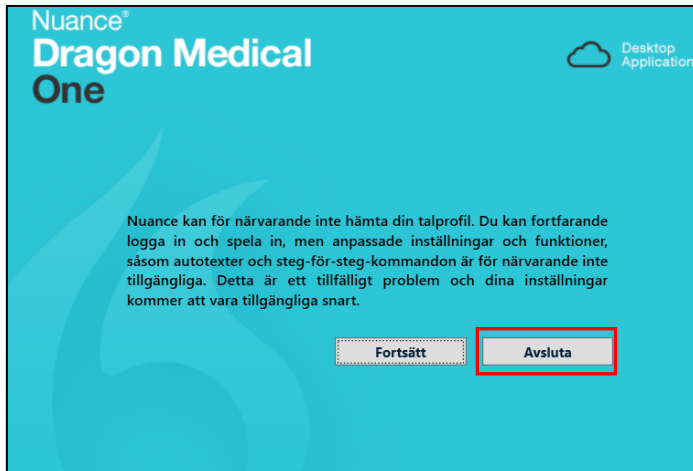 Nuance®
Dragon Medical
One
Desktop
Application
Nuance kan för närvarande inte hämta din talprofil. Du kan fortfarande
logga in och spela in, men anpassade inställningar och funktioner,
såsom autotexter och steg-för-steg-kommandon är för närvarande inte
tillgängliga. Detta är ett tillfälligt problem och dina inställningar
kommer att vara tillgängliga snart.
Fortsätt
Avsluta